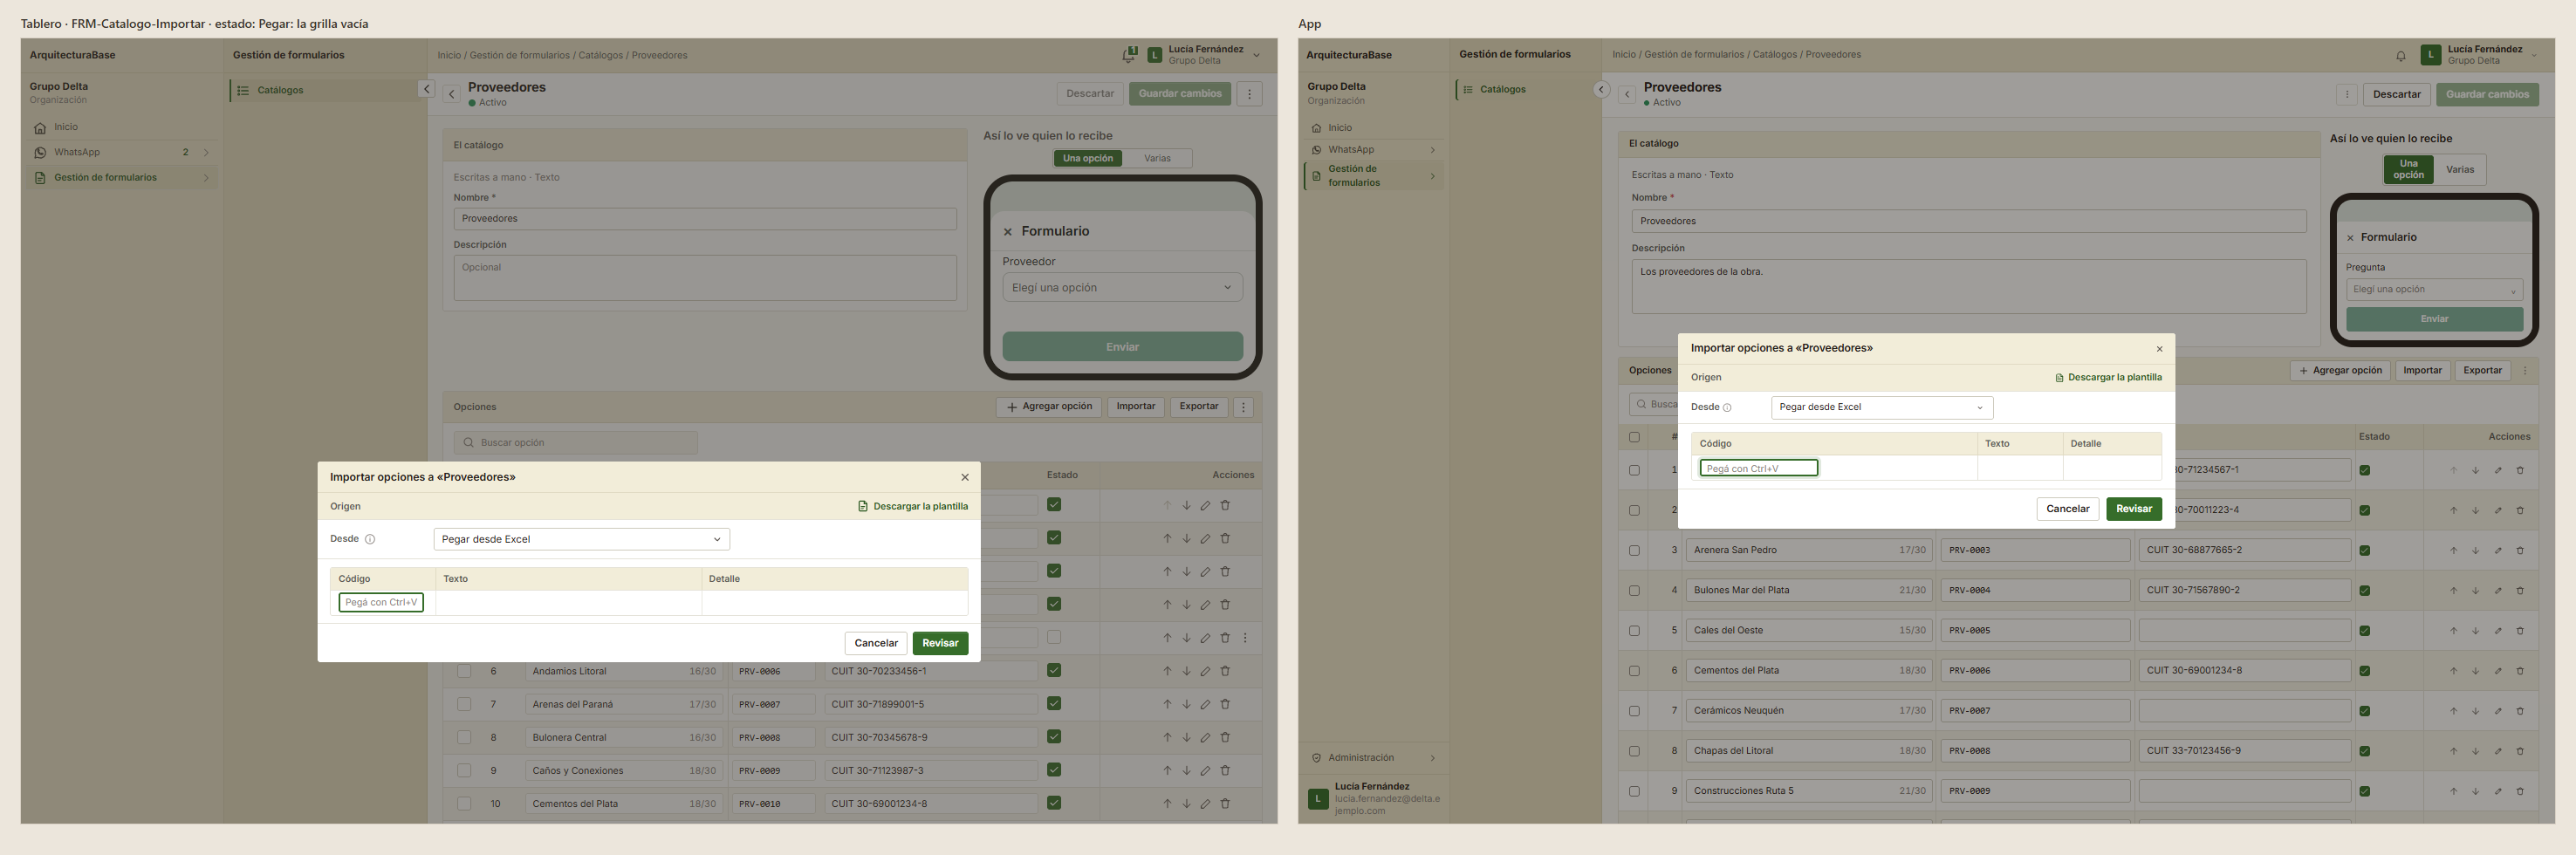 Tablero · FRM-Catalogo-Importar · estado: Pegar: la grilla vacía
ArquitecturaBase
Gestión de formularios
Inicio / Gestión de formularios / Catálogos / Proveedores
1
L
Lucía Fernández
Grupo Delta
Grupo Delta
Organización
Inicio
WhatsApp 2
Gestión de formularios
Catálogos
Proveedores
Activo
Descartar
Guardar cambios
El catálogo
Escritas a mano · Texto
Nombre *
Proveedores
Descripción
Opcional
Así lo ve quien lo recibe
Una opción
Varias
Formulario
Proveedor
Elegí una opción
Enviar
Opciones
Agregar opción
Importar
Exportar
Buscar opción
Estado
Acciones
Importar opciones a «Proveedores»
Origen
Descargar la plantilla
Desde
Pegar desde Excel
Código
Texto
Detalle
Pegá con Ctrl+V
Cancelar
Revisar
6 Andamios Litoral 16/30 PRV-0006 CUIT 30-70233456-1
7 Arenas del Paraná 17/30 PRV-0007 CUIT 30-71899001-5
8 Bulonera Central 16/30 PRV-0008 CUIT 30-70345678-9
9 Caños y Conexiones 18/30 PRV-0009 CUIT 30-71123987-3
10 Cementos del Plata 18/30 PRV-0010 CUIT 30-69001234-8
App
ArquitecturaBase
Gestión de formularios
Inicio / Gestión de formularios / Catálogos / Proveedores
L
Lucía Fernández
Grupo Delta
Grupo Delta
Organización
Inicio
WhatsApp
Gestión de
formularios
Catálogos
Proveedores
Activo
Descartar
Guardar cambios
El catálogo
Escritas a mano · Texto
Nombre *
Proveedores
Descripción
Los proveedores de la obra.
Así lo ve quien lo recibe
Una
opción
Varias
Formulario
Pregunta
Elegí una opción
Enviar
Opciones
Agregar opción
Importar
Exportar
Busca
#
Estado
Acciones
Importar opciones a «Proveedores»
Origen
Descargar la plantilla
Desde
Pegar desde Excel
Código
Texto
Detalle
Pegá con Ctrl+V
Cancelar
Revisar
1 30-71234567-1
2 30-70011223-4
3 Arenera San Pedro 17/30 PRV-0003 CUIT 30-68877665-2
4 Bulones Mar del Plata 21/30 PRV-0004 CUIT 30-71567890-2
5 Cales del Oeste 15/30 PRV-0005
6 Cementos del Plata 18/30 PRV-0006 CUIT 30-69001234-8
7 Cerámicos Neuquén 17/30 PRV-0007
8 Chapas del Litoral 18/30 PRV-0008 CUIT 33-70123456-9
9 Construcciones Ruta 5 21/30 PRV-0009
Administración
L
Lucía Fernández
lucia.fernandez@delta.e
jemplo.com